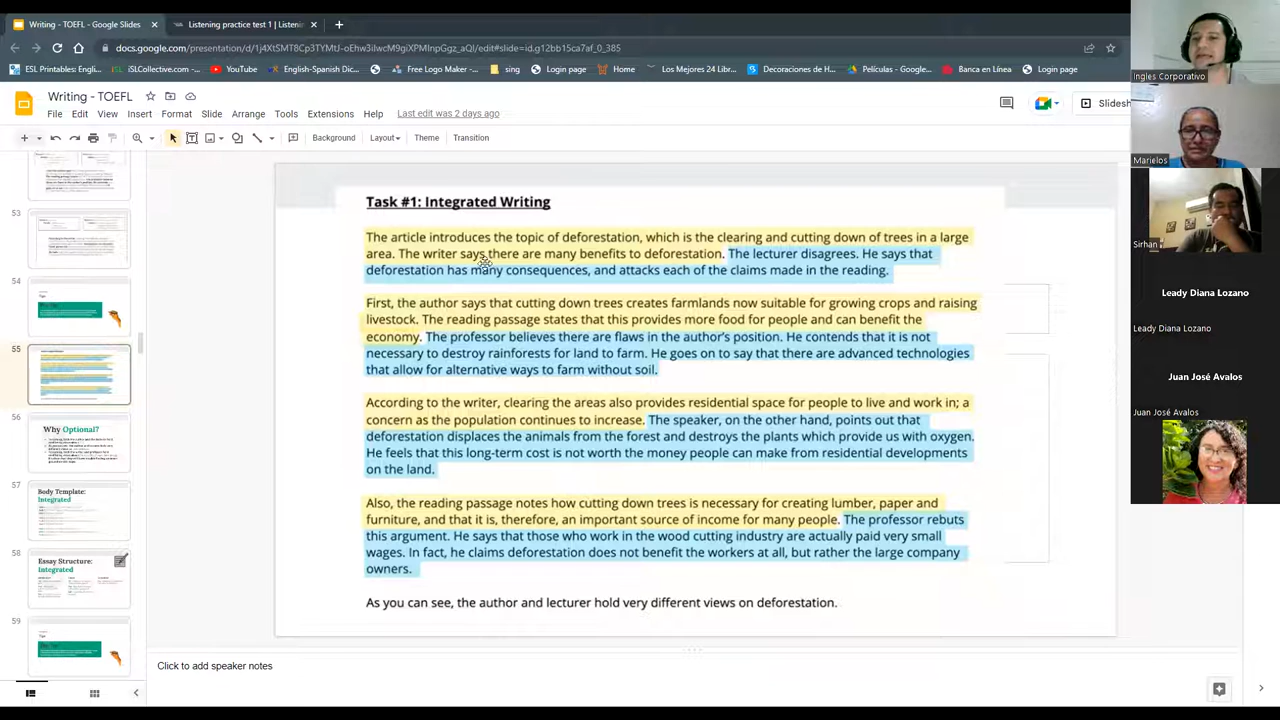 Writing - TOEFL - Google Slides
Listening practice test 1 | Listen
docs.google.com/presentation/d/
ESL Printables: Engl...
iSLCollective.com -...
YouTube
English-Spanish Dic...
Free Logo Maker -...
Landing page
Home
Los Mejores 24 Libr...
Decoraciones de H...
Películas - Google...
Banca en Línea
Login page
Writing - TOEFL
File Edit View Insert Format Slide Arrange Tools Extensions Help Last edit was 2 days ago
Slidesh
Background Layout Theme Transition
53
54
55
56
Why Optional?
57
Body Template:
Integrated
58
Essay Structure:
Integrated
59
Task #1: Integrated Writing
The article introduces the topic of deforestation, which is the clearing and cutting down of trees in a large
area. The writer says there are many benefits to deforestation. The lecturer disagrees. He says that
deforestation has many consequences, and attacks each of the claims made in the reading.
First, the author says that cutting down trees creates farmlands now suitable for growing crops and raising
livestock. The reading passage states that this provides more food for people and can benefit the
economy. The professor believes there are flaws in the author's position. He contends that it is not
necessary to destroy rainforests for land to farm. He goes on to say that there are advanced technologies
that allow for alternative ways to farm without soil.
According to the writer, clearing the areas also provides residential space for people to live and work in; a
concern as the population continues to increase. The speaker, on the other hand, points out that
deforestation displaces the animals from the forest and destroys the plants which provide us with oxygen.
He feels that this long-term cost is not worth the money people can make from residential developments
on the land.
Also, the reading passage notes how cutting down trees is necessary for creating lumber, paper and
furniture, and that it is, therefore, an important source of income for many people. The professor rebuts
this argument. He says that those who work in the wood cutting industry are actually paid very small
wages. In fact, he claims deforestation does not benefit the workers at all, but rather the large company
owners.
As you can see, the author and lecturer hold very different views on deforestation.
Click to add speaker notes
Ingles Corporativo
Marielos
Sirhan
Leady Diana Lozano
Leady Diana Lozano
Juan José Avalos
Juan José Avalos